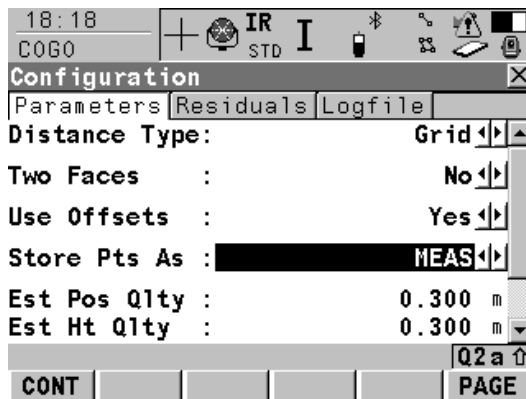 18:18
COGO
IR
STD
I
Configuration
Parameters Residuals Logfile
Distance Type: Grid
Two Faces : No
Use Offsets : Yes
Store Pts As : MEAS
Est Pos Qlty : 0.300 m
Est Ht Qlty : 0.300 m
Q2a
CONT PAGE